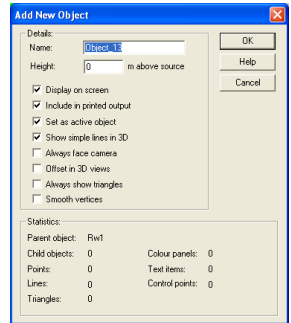 Add New Object
Details:
Name: Object_13
OK
Height: 0 m above source
Help
Cancel
Display on screen
Include in printed output
Set as active object
Show simple lines in 3D
Always face camera
Offset in 3D views
Always show triangles
Smooth vertices
Statistics:
Parent object: Rw1
Child objects: 0 Colour panels: 0
Points: 0 Text items: 0
Lines: 0 Control points: 0
Triangles: 0